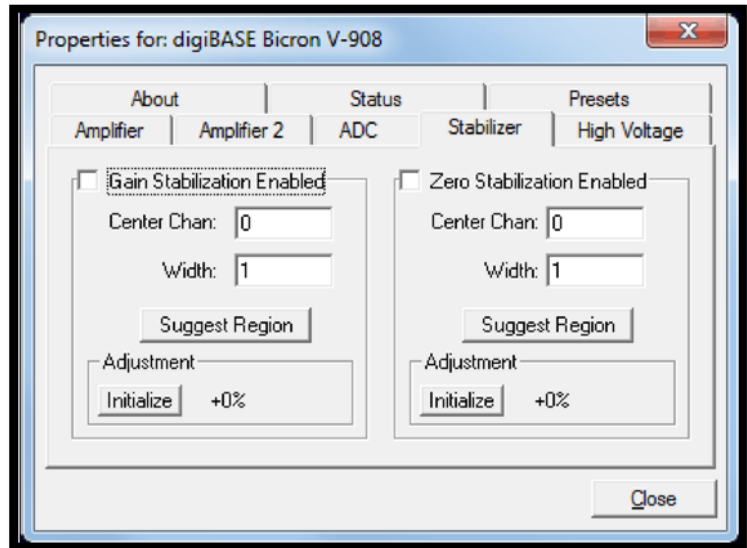 Properties for: digiBASE Bicron V-908
x
About Status Presets
Amplifier Amplifier 2 ADC Stabilizer High Voltage
Gain Stabilization Enabled Zero Stabilization Enabled
Center Chan: 0 Center Chan: 0
Width: 1 Width: 1
Suggest Region Suggest Region
Adjustment Adjustment
Initialize +0% Initialize +0%
Close